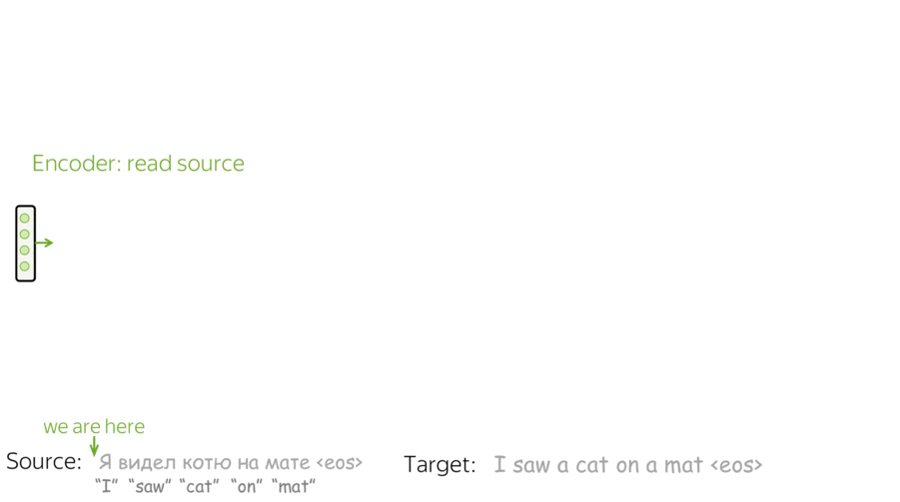 Encoder: read source
we are here
Source: Я видел котю на мате <eos>
"I" "saw" "cat" "on" "mat"
Target: I saw a cat on a mat <eos>